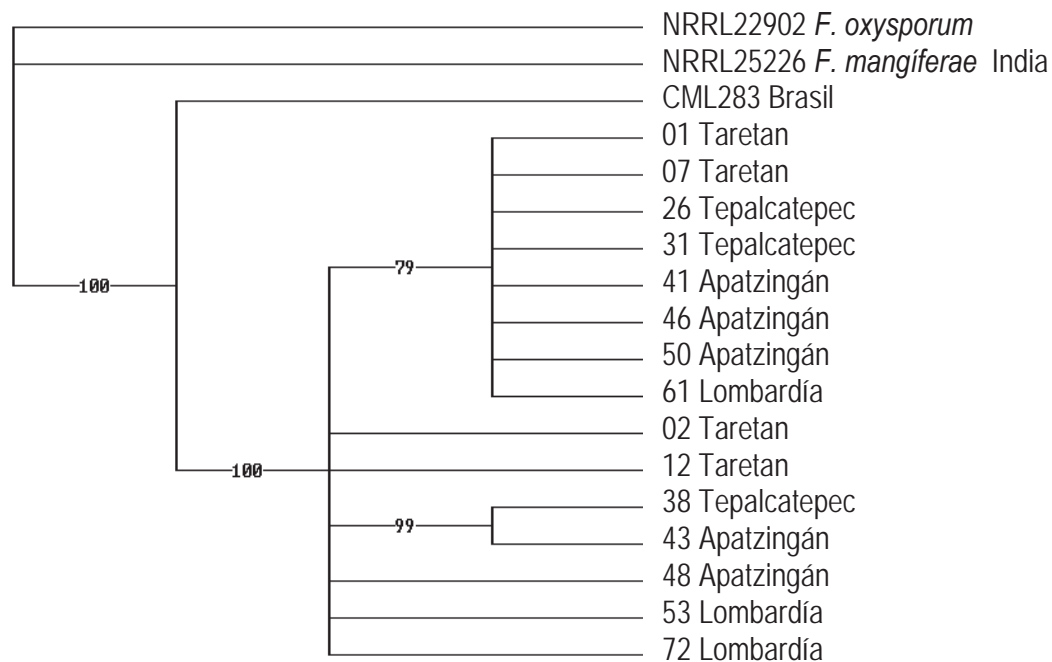 NRRL22902 F. oxysporum
NRRL25226 F. mangiferae India
CML283 Brasil
01 Taretan
07 Taretan
26 Tepalcatepec
31 Tepalcatepec
79
41 Apatzingán
100
46 Apatzingán
50 Apatzingán
61 Lombardía
02 Taretan
100
12 Taretan
38 Tepalcatepec
99
43 Apatzingán
48 Apatzingán
53 Lombardía
72 Lombardía